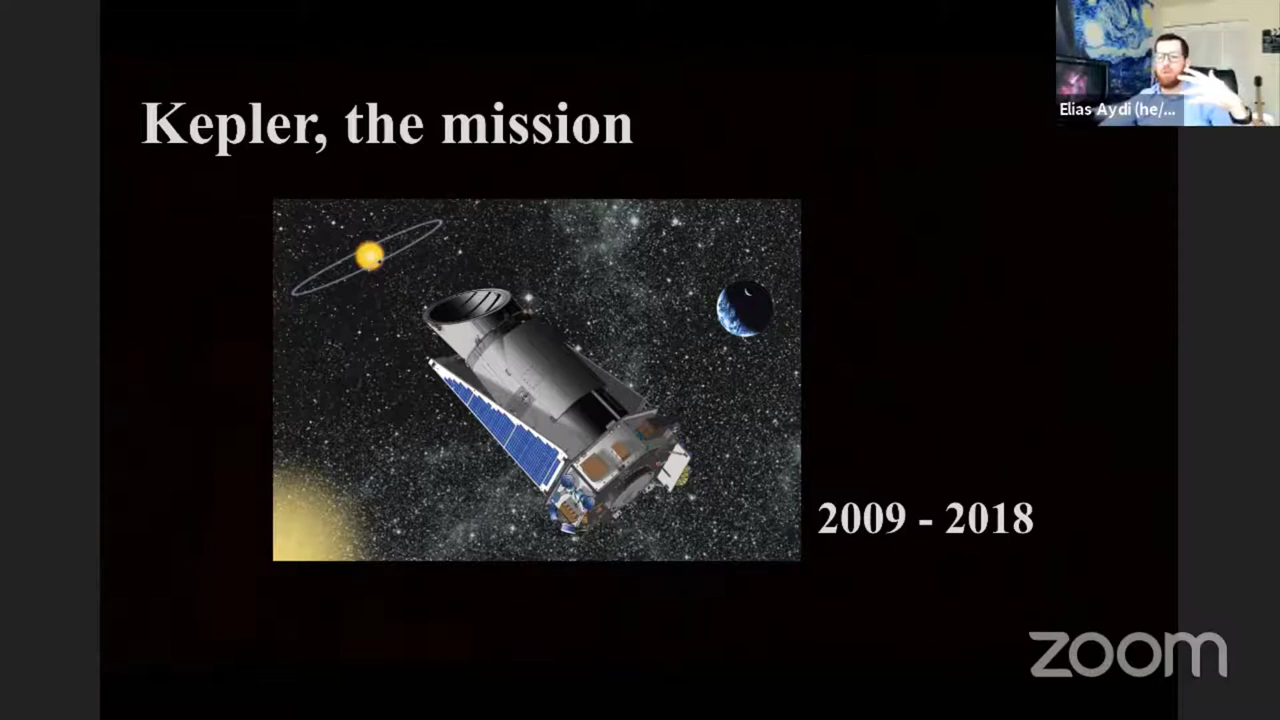 Kepler, the mission
Elias Aydi (he/...
2009 - 2018
zoom